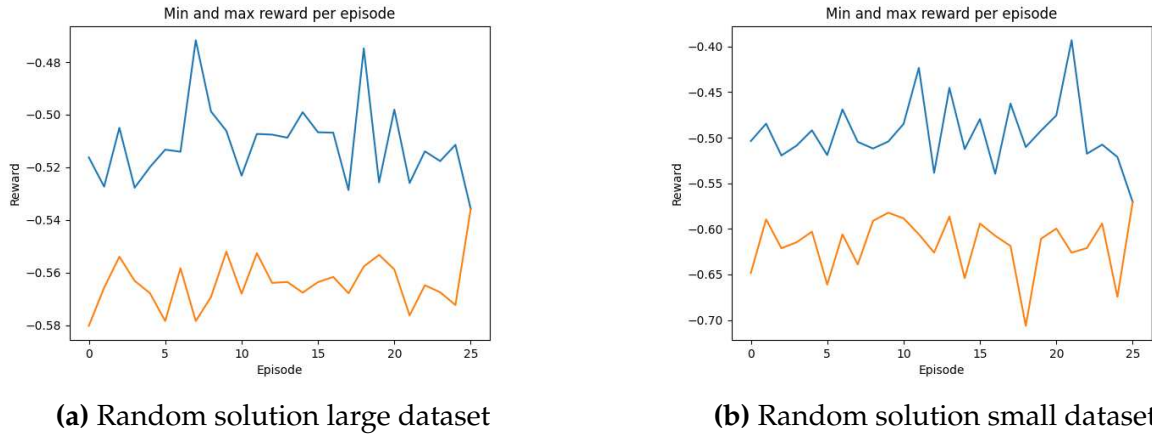 Min and max reward per episode
−0.48
−0.50
−0.52
−0.54
−0.56
−0.58
Reward
0 5 10 15 20 25
Episode
(a) Random solution large dataset
Min and max reward per episode
−0.40
−0.45
−0.50
−0.55
−0.60
−0.65
−0.70
Reward
0 5 10 15 20 25
Episode
(b) Random solution small dataset